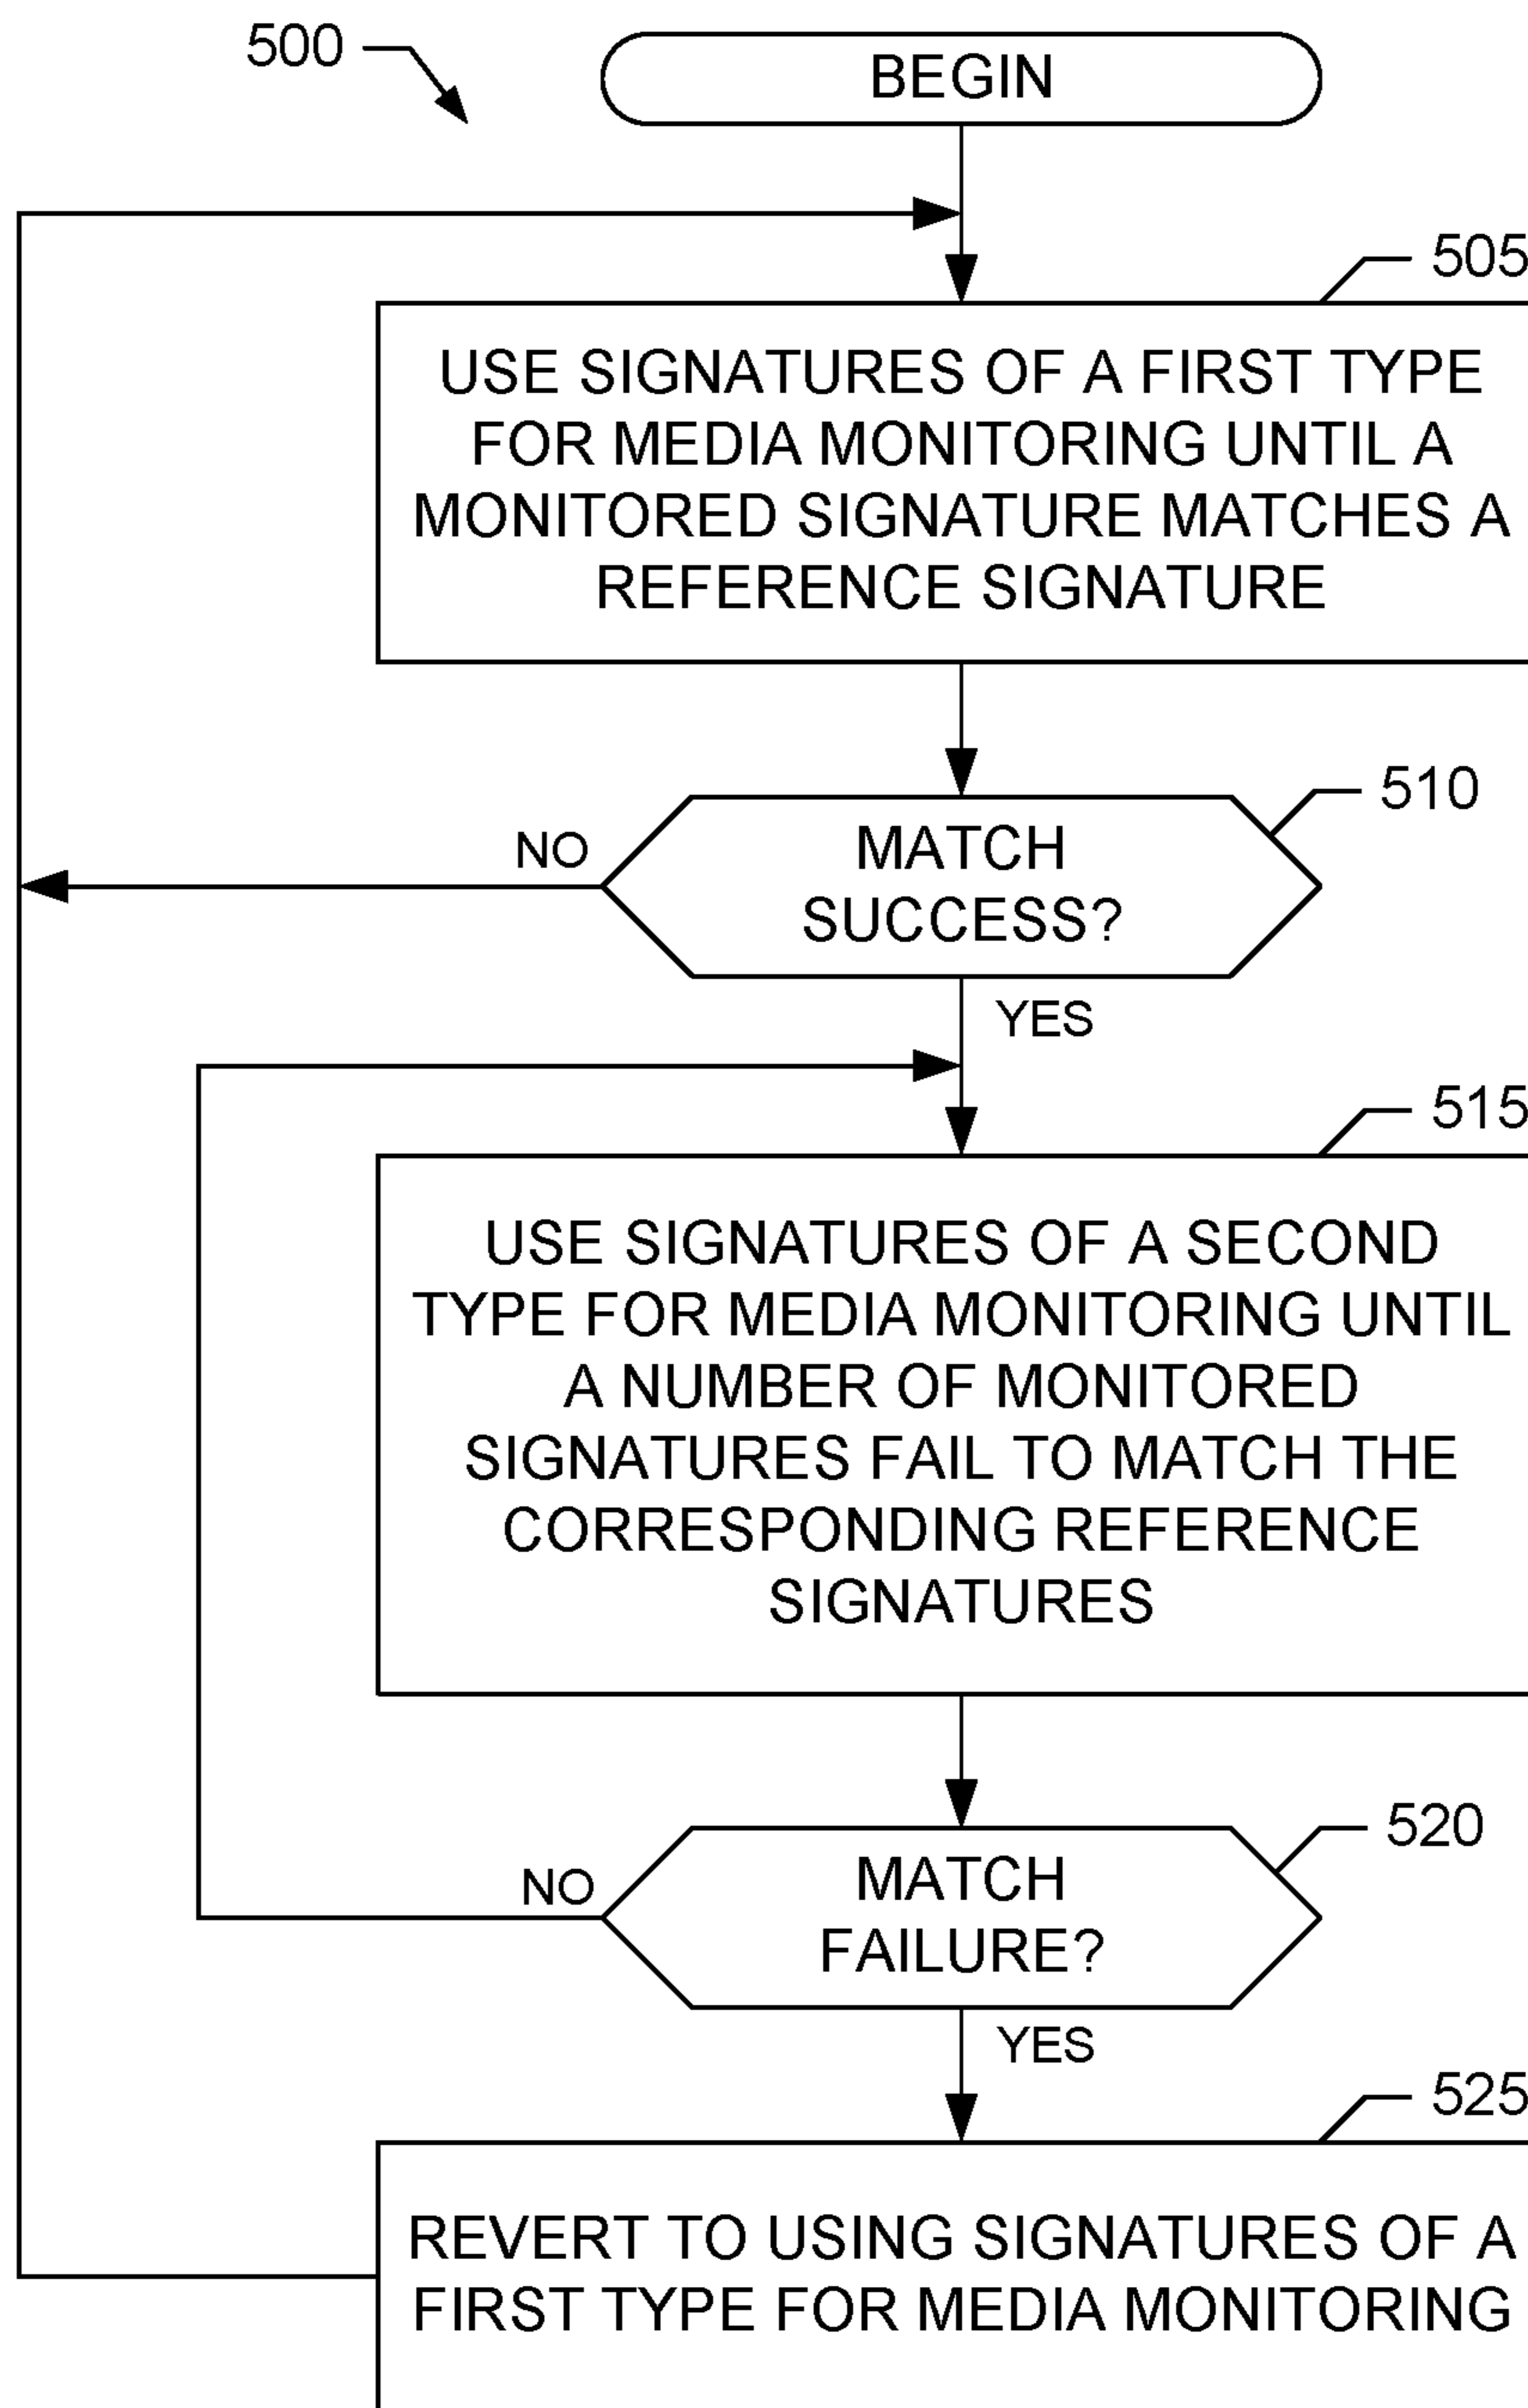 500
BEGIN
505
USE SIGNATURES OF A FIRST TYPE
FOR MEDIA MONITORING UNTIL A
MONITORED SIGNATURE MATCHES A
REFERENCE SIGNATURE
510
NO
MATCH
SUCCESS?
YES
515
USE SIGNATURES OF A SECOND
TYPE FOR MEDIA MONITORING UNTIL
A NUMBER OF MONITORED
SIGNATURES FAIL TO MATCH THE
CORRESPONDING REFERENCE
SIGNATURES
520
NO
MATCH
FAILURE?
YES
525
REVERT TO USING SIGNATURES OF A
FIRST TYPE FOR MEDIA MONITORING